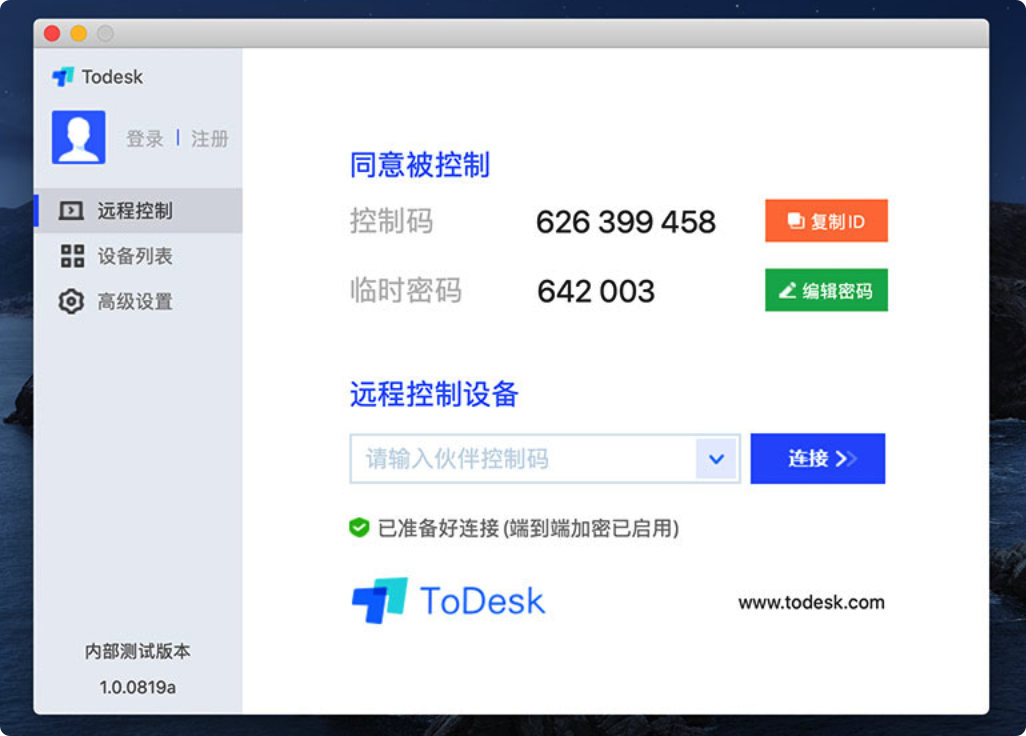 Todesk
登录 | 注册
远程控制
设备列表
高级设置
内部测试版本
1.0.0819a
同意被控制
控制码 626 399 458 复制ID
临时密码 642 003 编辑密码
远程控制设备
请输入伙伴控制码 连接
已准备好连接(端到端加密已启用)
ToDesk www.todesk.com